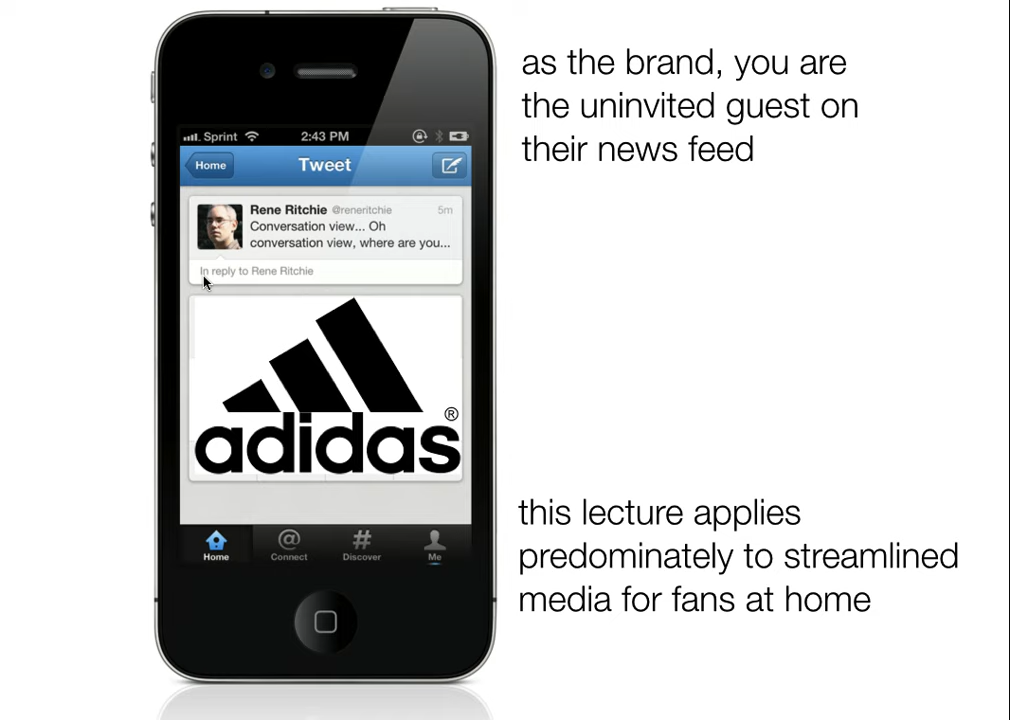 as the brand, you are
the uninvited guest on
their news feed
Sprint 2:43 PM
Home Tweet
Rene Ritchie @reneritchie 5m
Conversation view... Oh
conversation view, where are you...
In reply to Rene Ritchie
adidas®
Home @ Connect # Discover Me
this lecture applies
predominately to streamlined
media for fans at home